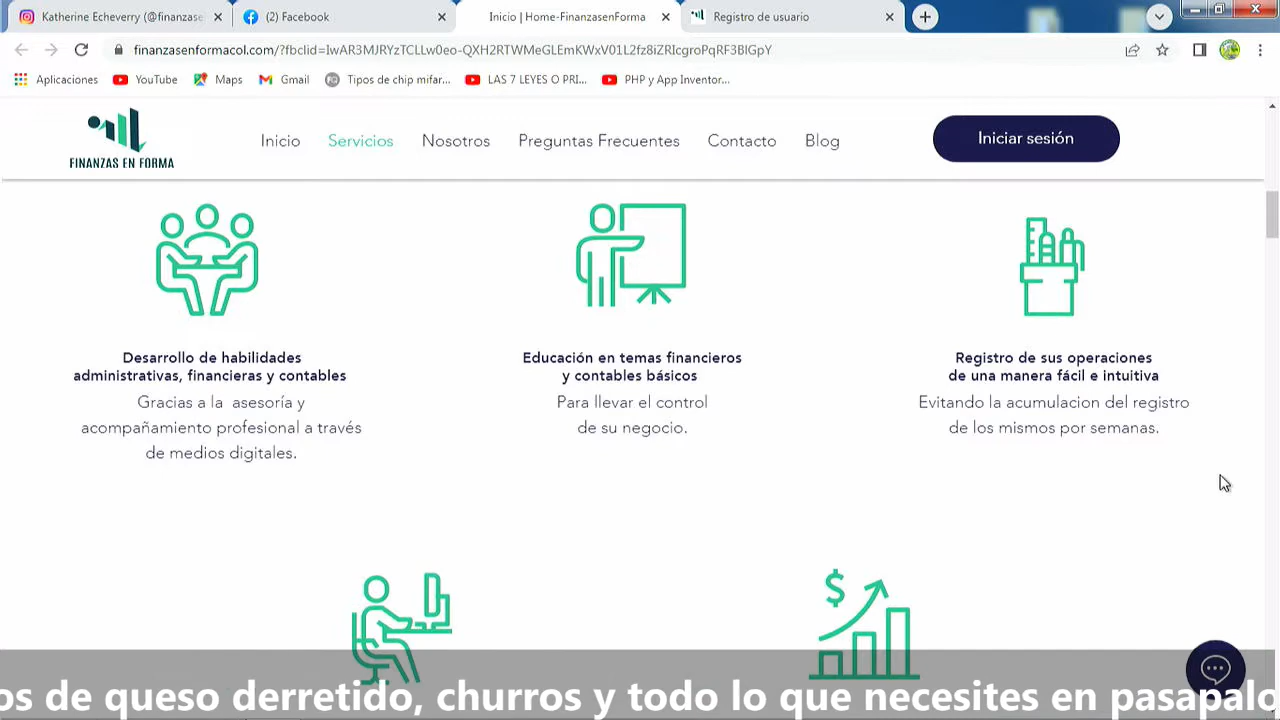 Katherine Echeverry (@finanzase
(2) Facebook
Inicio | Home-FinanzasenForma
Registro de usuario
finanzasenformacol.com/?fbclid=IwAR3MJRYzTCLLw0eo-QXH2RTWMeGLEmKWxV01L2fz8iZRIcgroPqRF3BIGpY
Aplicaciones
YouTube
Maps
Gmail
Tipos de chip mifar...
LAS 7 LEYES O PRI...
PHP y App Inventor...
FINANZAS EN FORMA
Inicio
Servicios
Nosotros
Preguntas Frecuentes
Contacto
Blog
Iniciar sesión
Desarrollo de habilidades
administrativas, financieras y contables
Gracias a la asesoría y
acompañamiento profesional a través
de medios digitales.
Educación en temas financieros
y contables básicos
Para llevar el control
de su negocio.
Registro de sus operaciones
de una manera fácil e intuitiva
Evitando la acumulacion del registro
de los mismos por semanas.
$
os de queso derretido, churros y todo lo que necesites en pasapalo